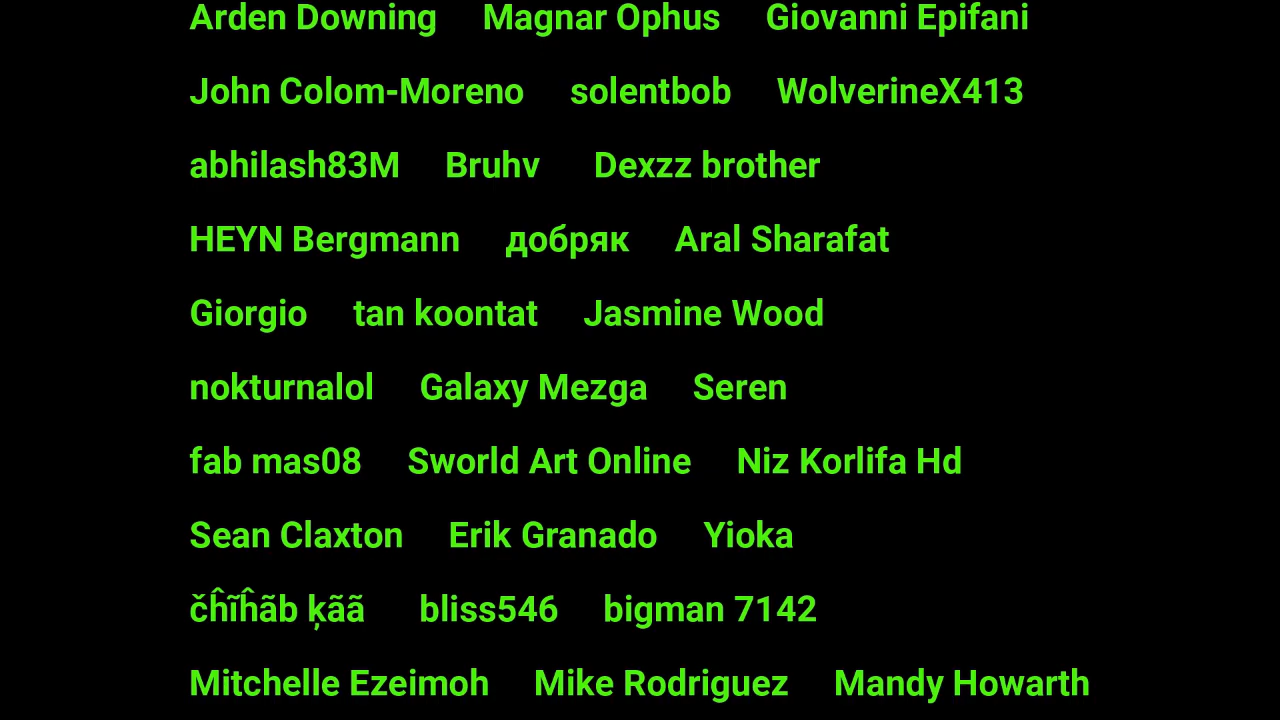 Arden Downing Magnar Ophus Giovanni Epifani
John Colom-Moreno solentbob WolverineX413
abhilash83M Bruhv Dexzz brother
HEYN Bergmann добряк Aral Sharafat
Giorgio tan koontat Jasmine Wood
nokturnalol Galaxy Mezga Seren
fab mas08 Sworld Art Online Niz Korlifa Hd
Sean Claxton Erik Granado Yioka
čĥĩĥãb ķãã bliss546 bigman 7142
Mitchelle Ezeimoh Mike Rodriguez Mandy Howarth